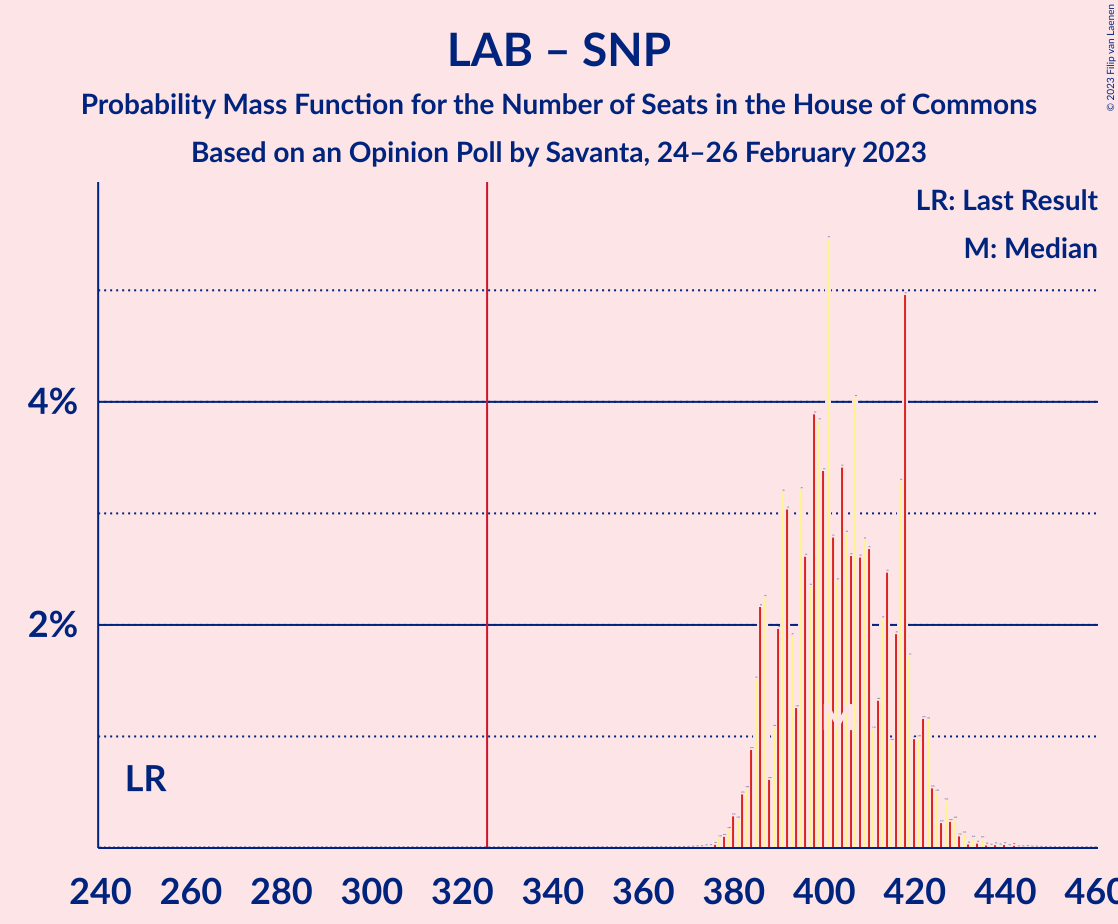 LAB – SNP
Probability Mass Function for the Number of Seats in the House of Commons
Based on an Opinion Poll by Savanta, 24–26 February 2023
© 2023 Filip van Laenen
LR: Last Result
M: Median
4%
2%
M
LR
240 260 280 300 320 340 360 380 400 420 440 460